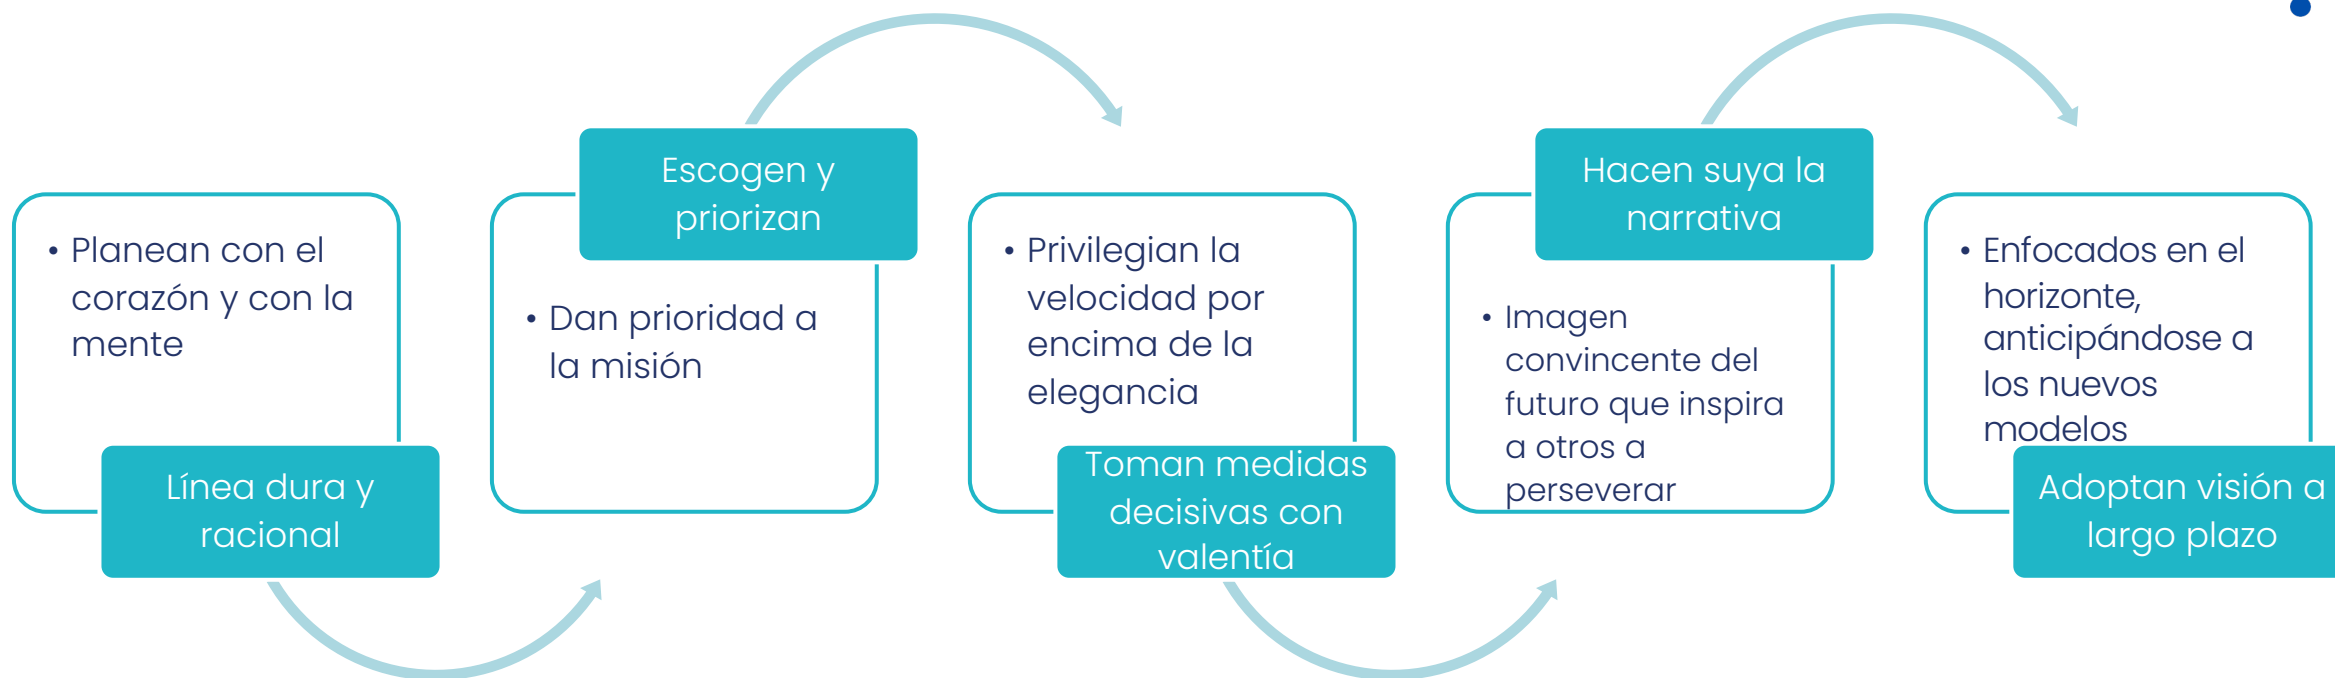 • Planean con el
corazón y con la
mente
Línea dura y
racional
Escogen y
priorizan
• Dan prioridad a
la misión
• Privilegian la
velocidad por
encima de la
elegancia
Toman medidas
decisivas con
valentía
Hacen suya la
narrativa
• Imagen
convincente del
futuro que inspira
a otros a
perseverar
• Enfocados en el
horizonte,
anticipándose a
los nuevos
modelos
Adoptan visión a
largo plazo